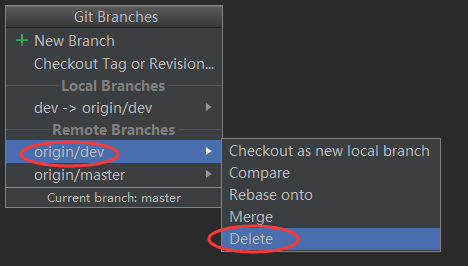 Git Branches
New Branch
Checkout Tag or Revision...
Local Branches
dev -> origin/dev
Remote Branches
origin/dev
origin/master
Current branch: master
Checkout as new local branch
Compare
Rebase onto
Merge
Delete